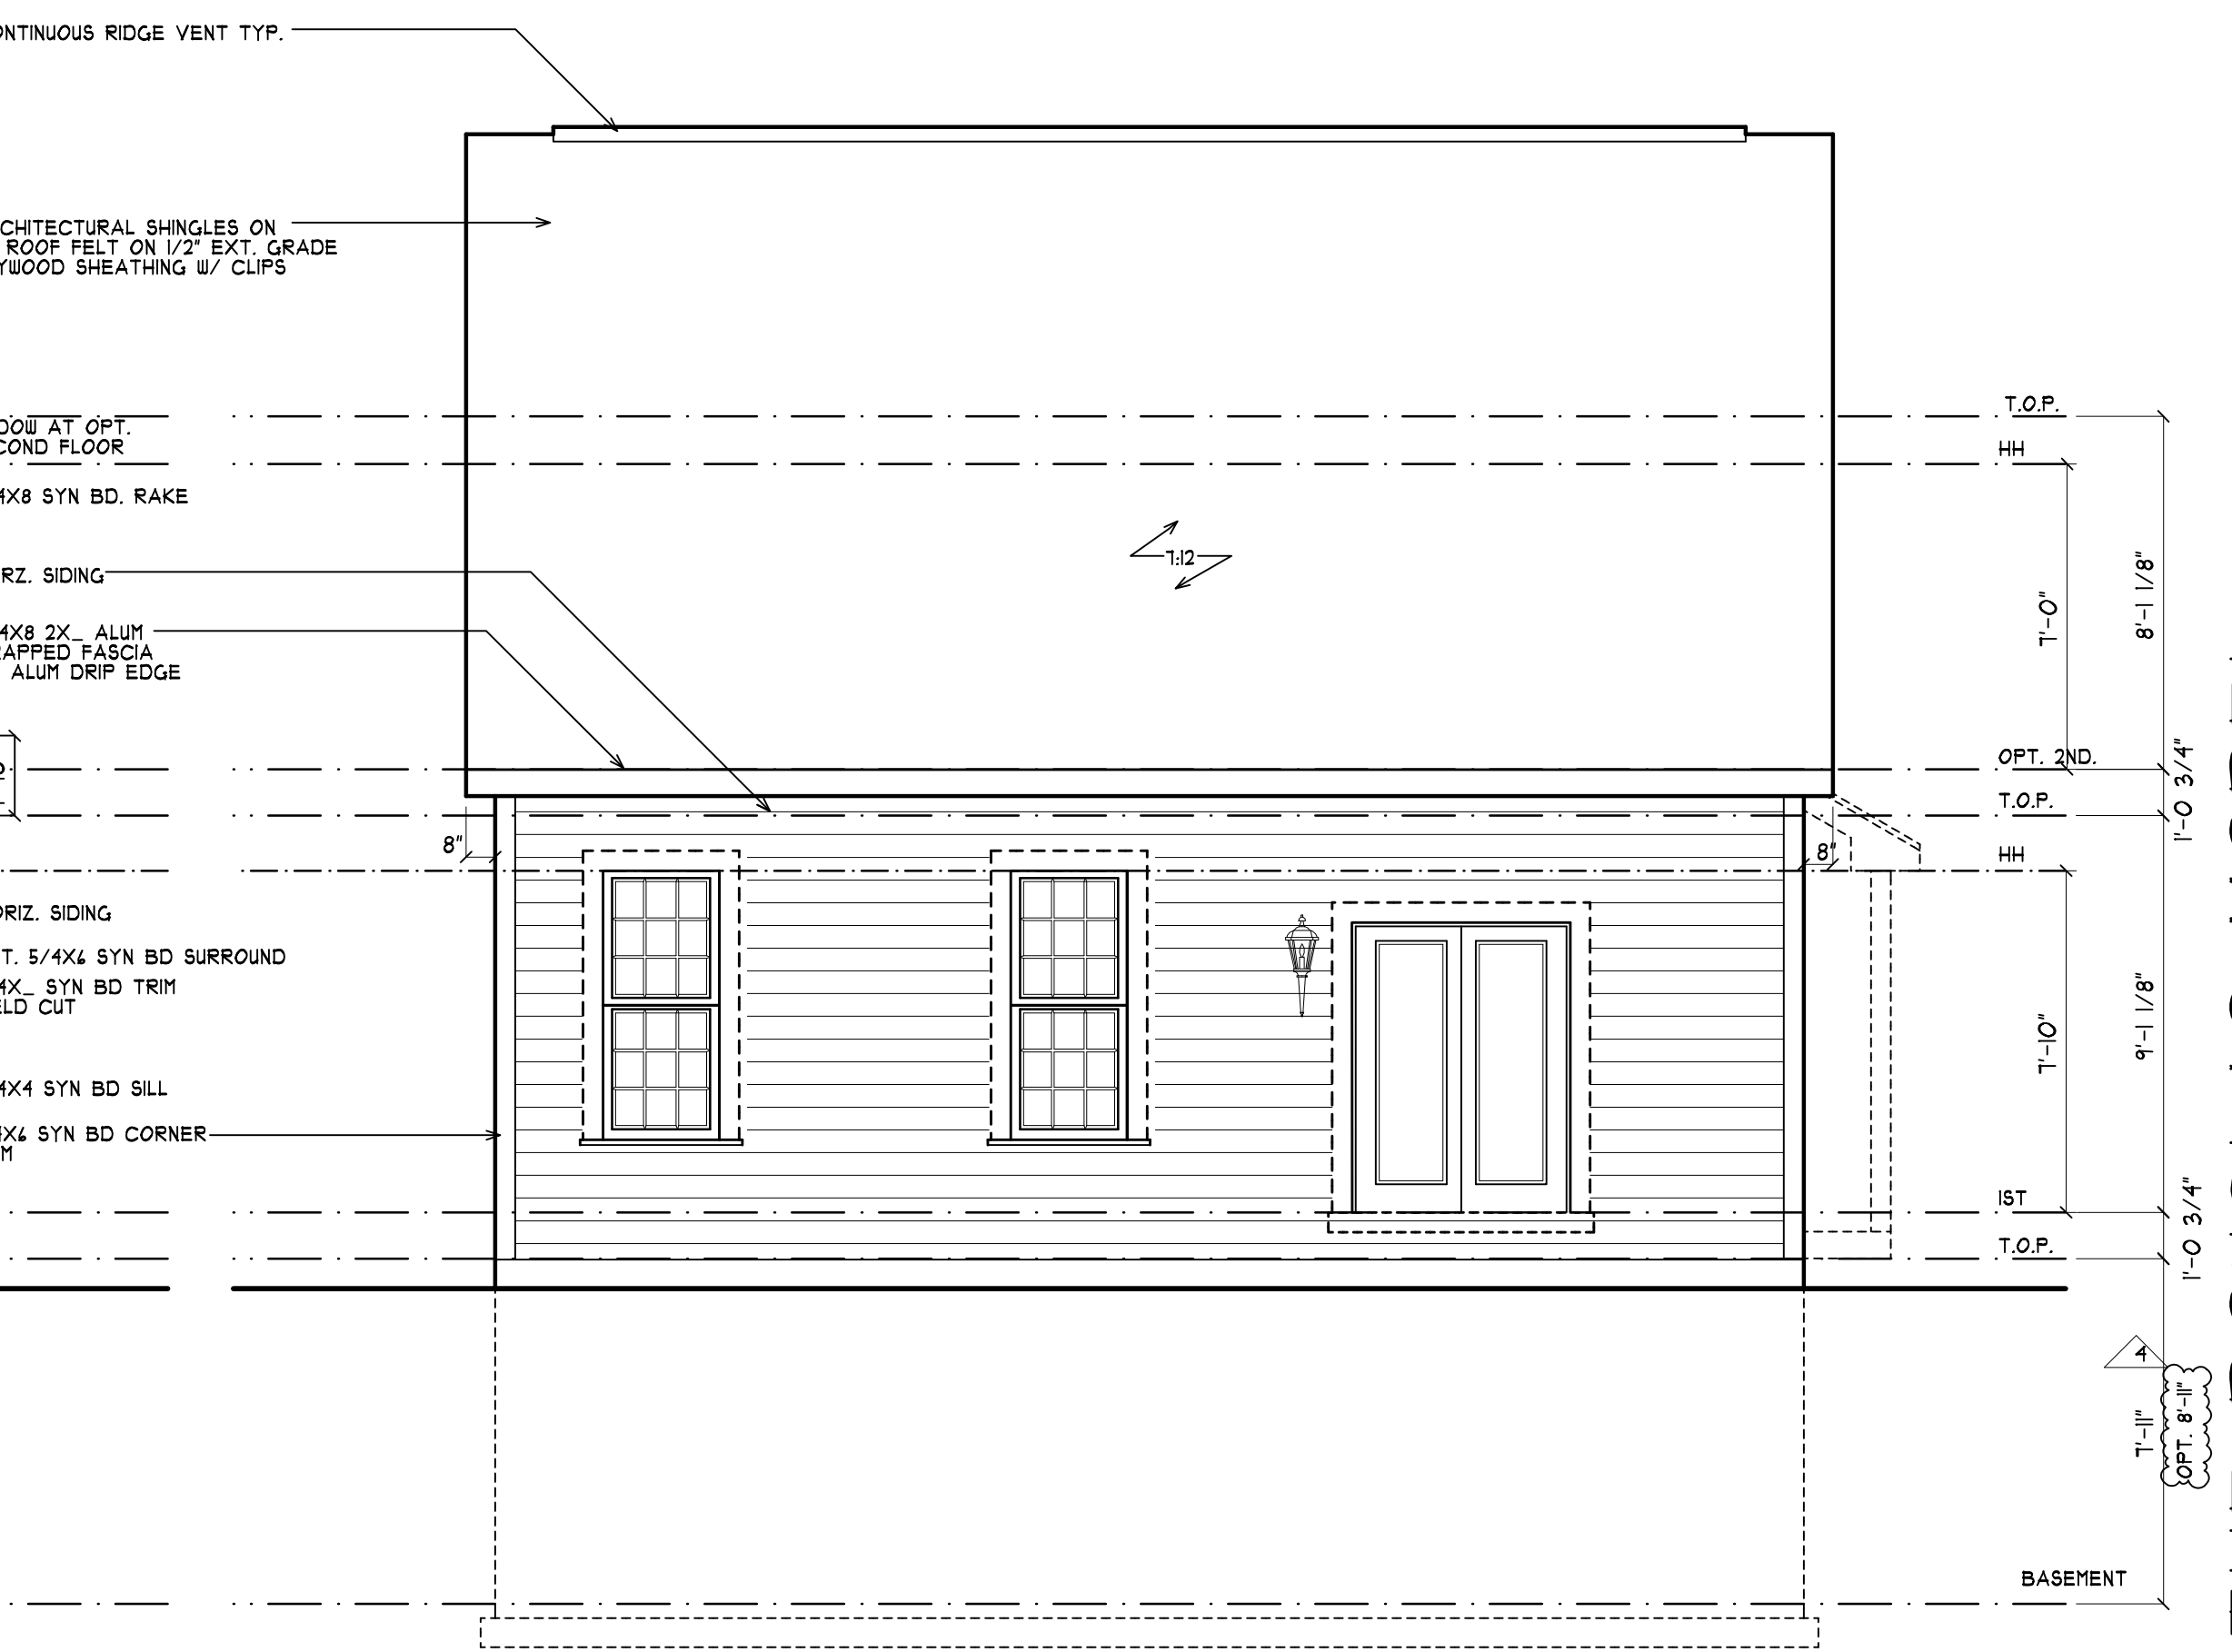 ONTINUOUS RIDGE VENT TYP.
CHITECTURAL SHINGLES ON
ROOF FELT ON 1/2" EXT. GRADE
YWOOD SHEATHING W/ CLIPS
DOW AT OPT.
COND FLOOR
4X8 SYN BD. RAKE
RZ. SIDING
4X8 2X_ ALUM
RAPPED FASCIA
ALUM DRIP EDGE
ORIZ. SIDING
T. 5/4X6 SYN BD SURROUND
4X_ SYN BD TRIM
ELD CUT
4X4 SYN BD SILL
4X6 SYN BD CORNER
M
7:12
8"
8"
T.O.P.
HH
OPT. 2ND.
T.O.P.
HH
1ST
T.O.P.
BASEMENT
7'-0"
8'-1 1/8"
1'-0 3/4"
7'-10"
9'-1 1/8"
1'-0 3/4"
4
7'-11"
OPT. 8'-11"